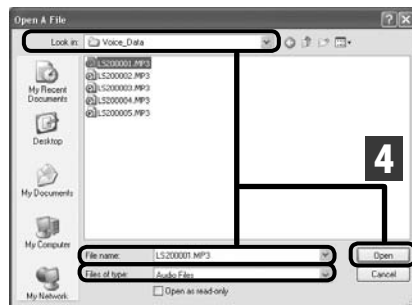 Open A File
Look in: Voice_Data
LS200001.MP3
LS200002.MP3
LS200003.MP3
LS200004.MP3
LS200005.MP3
My Recent
Documents
Desktop
My Documents
My Computer
My Network
4
File name: LS200001.MP3 Open
Files of type: Audio Files Cancel
Open as read-only